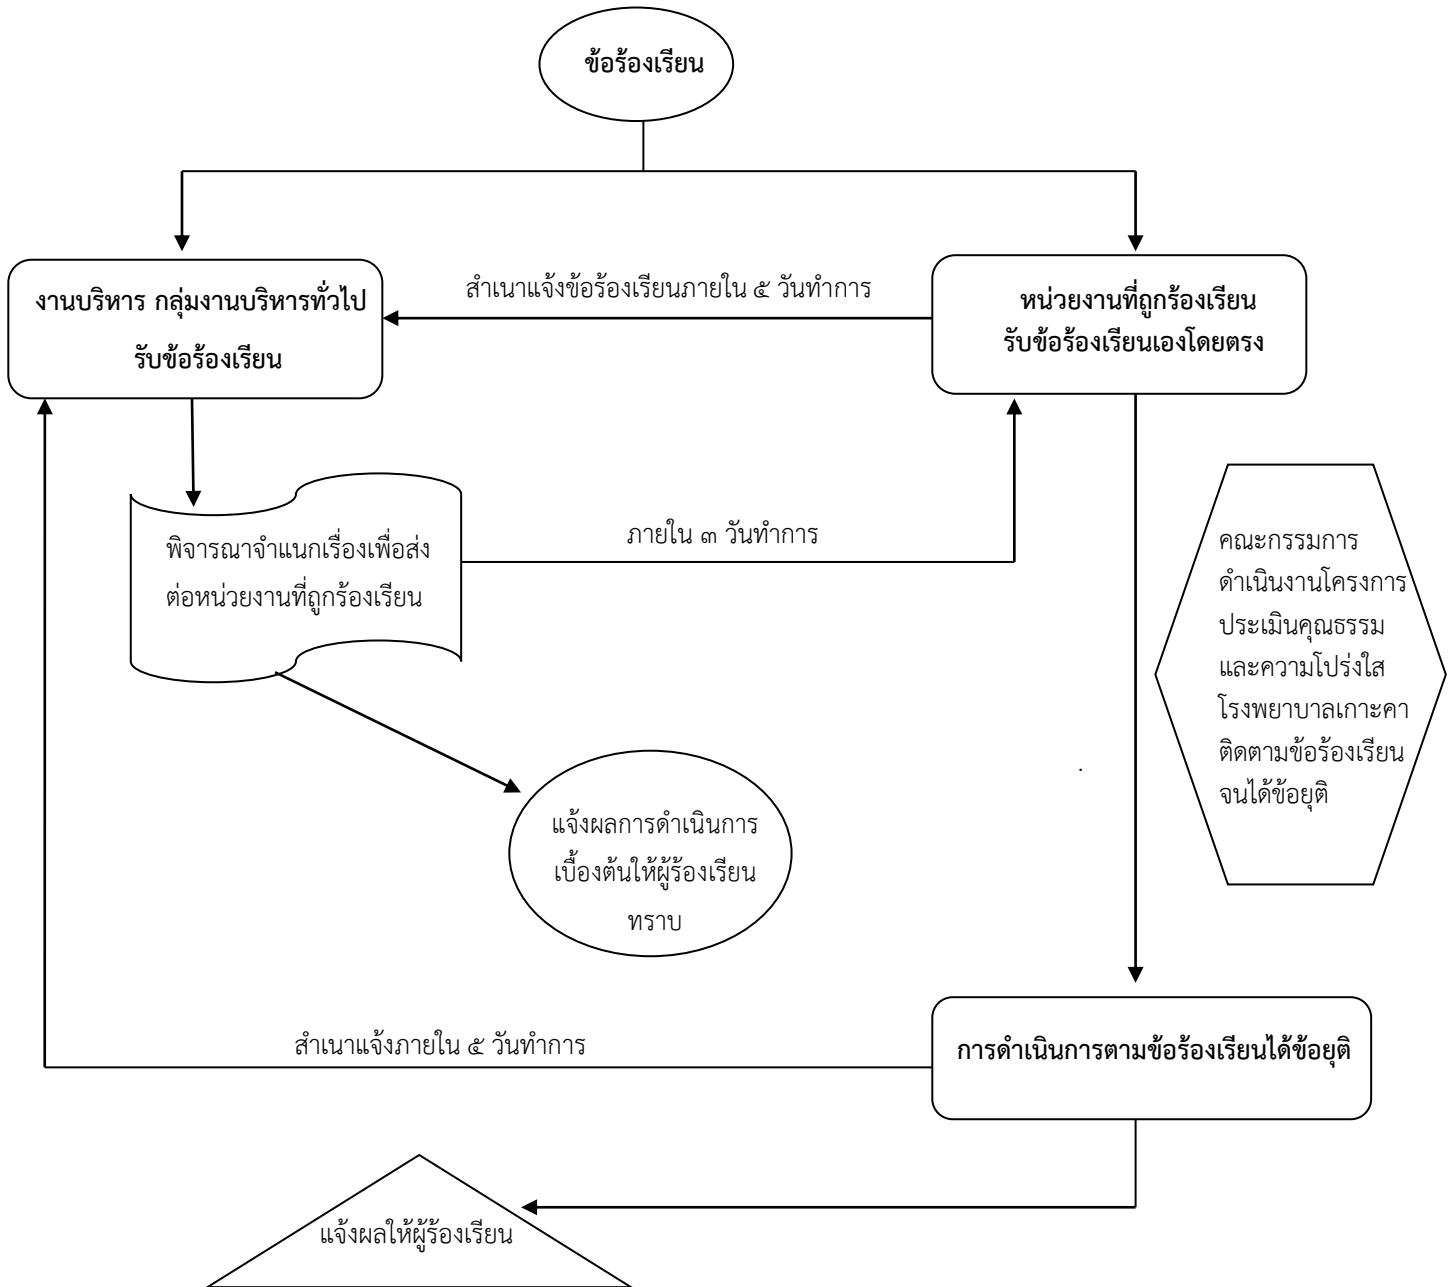 ข้อร้องเรียน
สำเนาแจ้งข้อร้องเรียนภายใน ๕ วันทำการ
งานบริหาร กลุ่มงานบริหารทั่วไป
รับข้อร้องเรียน
หน่วยงานที่ถูกร้องเรียน
รับข้อร้องเรียนเองโดยตรง
พิจารณาจำแนกเรื่องเพื่อส่ง
ต่อหน่วยงานที่ถูกร้องเรียน
ภายใน ๓ วันทำการ
คณะกรรมการ
ดำเนินงานโครงการ
ประเมินคุณธรรม
และความโปร่งใส
โรงพยาบาลเกาะคา
ติดตามข้อร้องเรียน
จนได้ข้อยุติ
แจ้งผลการดำเนินการ
เบื้องต้นให้ผู้ร้องเรียน
ทราบ
สำเนาแจ้งภายใน ๕ วันทำการ
การดำเนินการตามข้อร้องเรียนได้ข้อยุติ
แจ้งผลให้ผู้ร้องเรียน